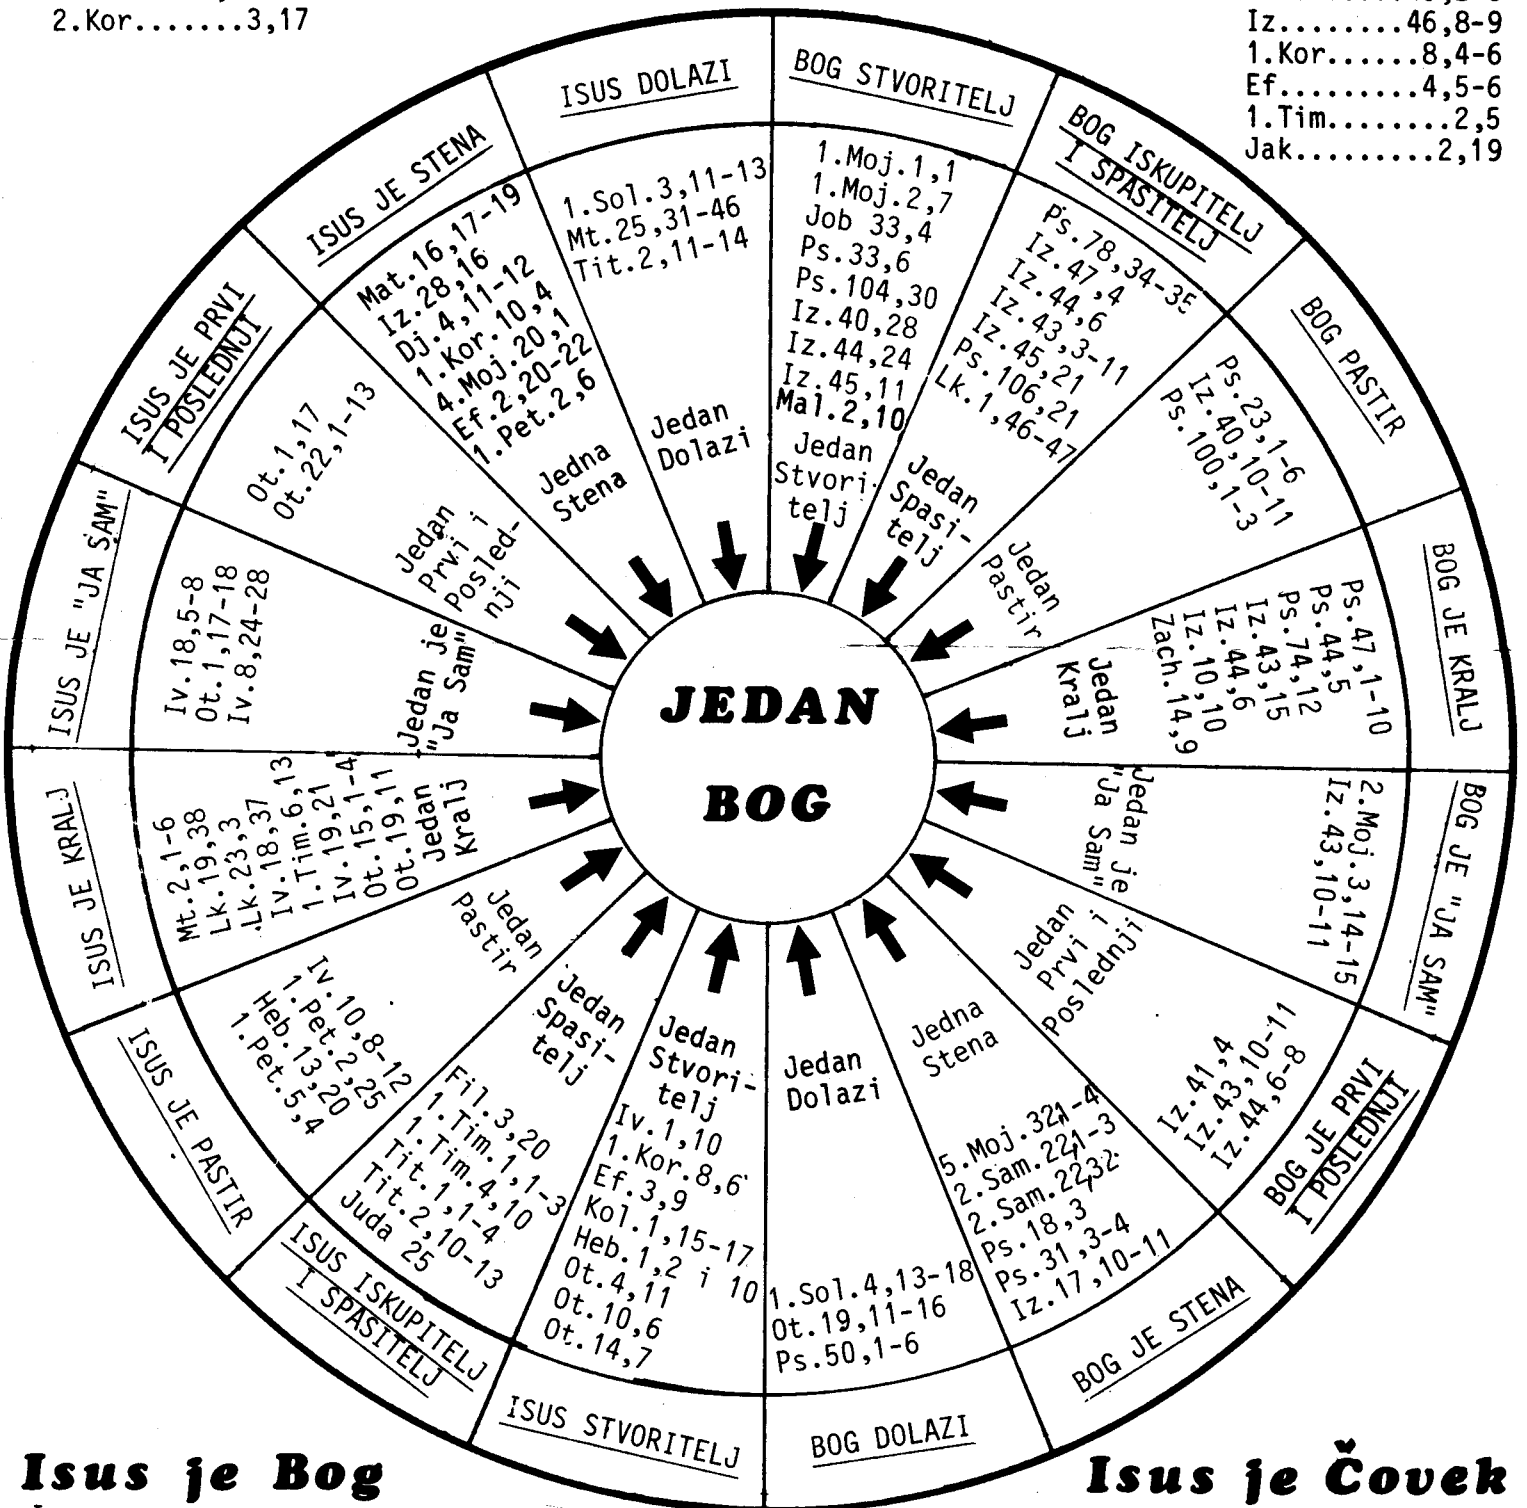 2.Kor.......3,17
Iz........46,8-9
1.Kor......8,4-6
Ef.........4,5-6
1.Tim........2,5
Jak.........2,19
BOG STVORITELJ
1.Moj.1,1
1.Moj.2,7
Job 33,4
Ps.33,6
Ps.104,30
Iz.40,28
Iz.44,24
Iz.45,11
Mal.2,10
Jedan
Stvori-
telj
BOG ISKUPITELJ
I SPASITELJ
Ps.78,34-35
Iz.47,4
Iz.44,6
Iz.43,3-11
Iz.45,21
Ps.106,21
Lk.1,46-47
Jedan
Spasi-
telj
BOG PASTIR
Ps.23,1-6
Iz.40,10-11
Ps.100,1-3
Jedan
Pastir
BOG JE KRALJ
Ps.47,1-10
Ps.44,5
Ps.74,12
Iz.43,15
Iz.44,6
Iz.10,10
Zach.14,9
Jedan
Kralj
BOG JE "JA SAM"
2.Moj.3,14-15
Iz.43,10-11
Jedan je
"Ja Sam"
BOG JE PRVI
I POSLEDNJI
Jedan
Prvi i
Poslednji
Iz.41,4
Iz.43,10-11
Iz.44,6-8
BOG JE STENA
Jedna
Stena
5.Moj.32,1-4
2.Sam.22,1-3
2.Sam.22,32
Ps.18,3
Ps.31,3-4
Iz.17,10-11
BOG DOLAZI
Jedan
Dolazi
1.Sol.4,13-18
Ot.19,11-16
Ps.50,1-6
ISUS STVORITELJ
Jedan
Stvori-
telj
Iv.1,10
1.Kor.8,6
Ef.3,9
Kol.1,15-17
Heb.1,2 i 10
Ot.4,11
Ot.10,6
Ot.14,7
ISUS ISKUPITELJ
I SPASITELJ
Jedan
Spasi-
telj
Fil.3,20
1.Tim.1,1-3
1.Tim.4,10
Tit.1,1-4
Tit.2,10-13
Juda 25
ISUS JE PASTIR
Jedan
Pastir
Iv.10,8-12
1.Pet.2,25
Heb.13,20
1.Pet.5,4
ISUS JE KRALJ
Mt.2,1-6
Lk.19,38
Lk.23,3
Iv.18,37
1.Tim.6,13
Iv.19,21
Ot.15,1-4
Ot.19,11
Jedan
Kralj
ISUS JE "JA SAM"
Iv.18,5-8
Ot.1,17-18
Iv.8,24-28
Jedan je
"Ja Sam"
ISUS JE PRVI
I POSLEDNJI
Ot.1,17
Ot.22,1-13
Jedan
Prvi i
Posled-
nji
ISUS JE STENA
Mat.16,17-19
Iz.28,16
Dj.4,11-12
1.Kor.10,4
4.Moj.20,1
Ef.2,20-22
1.Pet.2,6
Jedna
Stena
ISUS DOLAZI
1.Sol.3,11-13
Mt.25,31-46
Tit.2,11-14
Jedan
Dolazi
JEDAN
BOG
Isus je Bog
Isus je Čovek